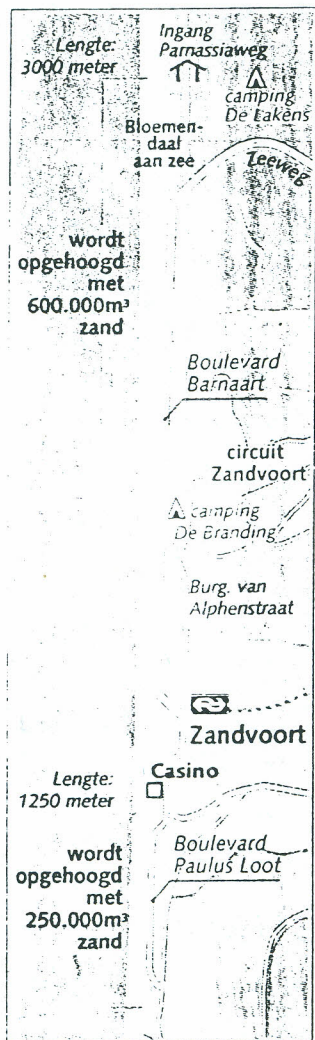 Lengte:
3000 meter
Ingang
Parnassiaweg
camping
De Lakens
Bloemen-
daal
aan zee
Zeeweg
wordt
opgehoogd
met
600.000m³
zand
Boulevard
Barnaart
circuit
Zandvoort
camping
De Branding
Burg. van
Alphenstraat
Zandvoort
Casino
Lengte:
1250 meter
Boulevard
Paulus Loot
wordt
opgehoogd
met
250.000m³
zand